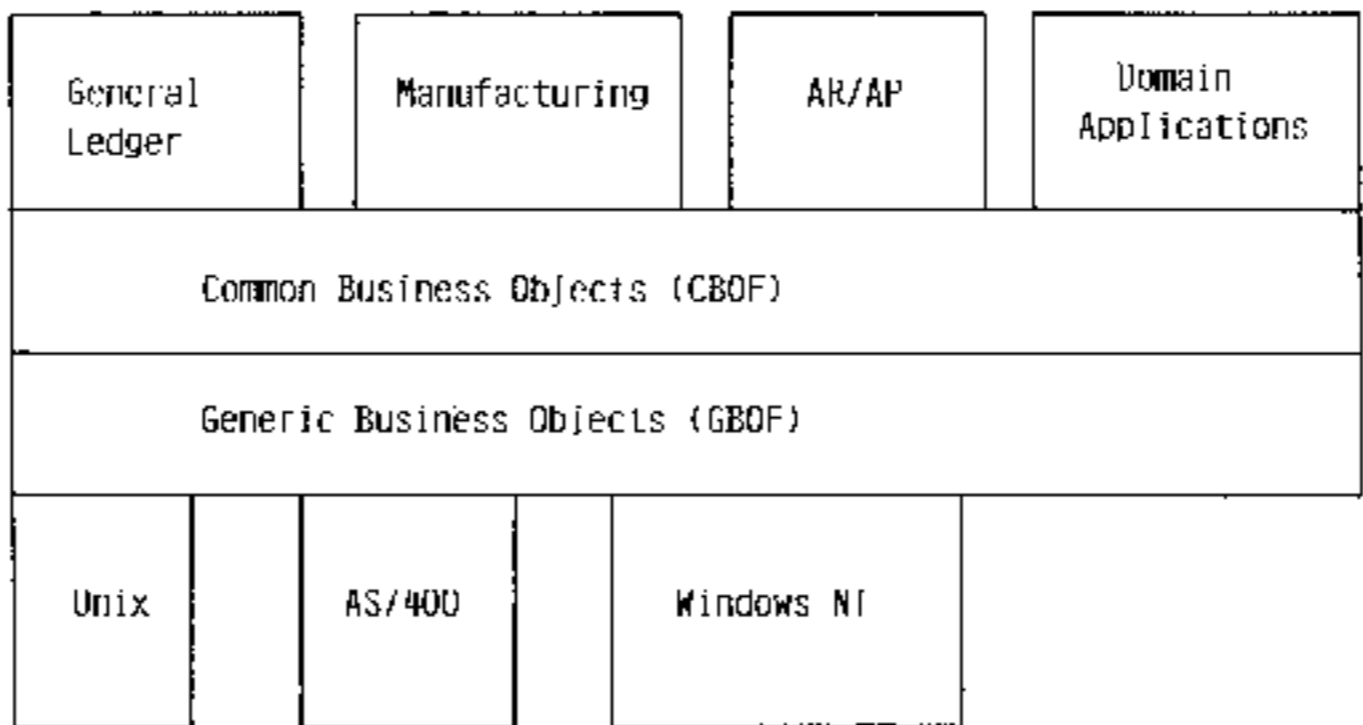 General
Ledger
Manufacturing
AR/AP
Domain
Applications
Common Business Objects (CBOF)
Generic Business Objects (GBOF)
Unix
AS/400
Windows NT